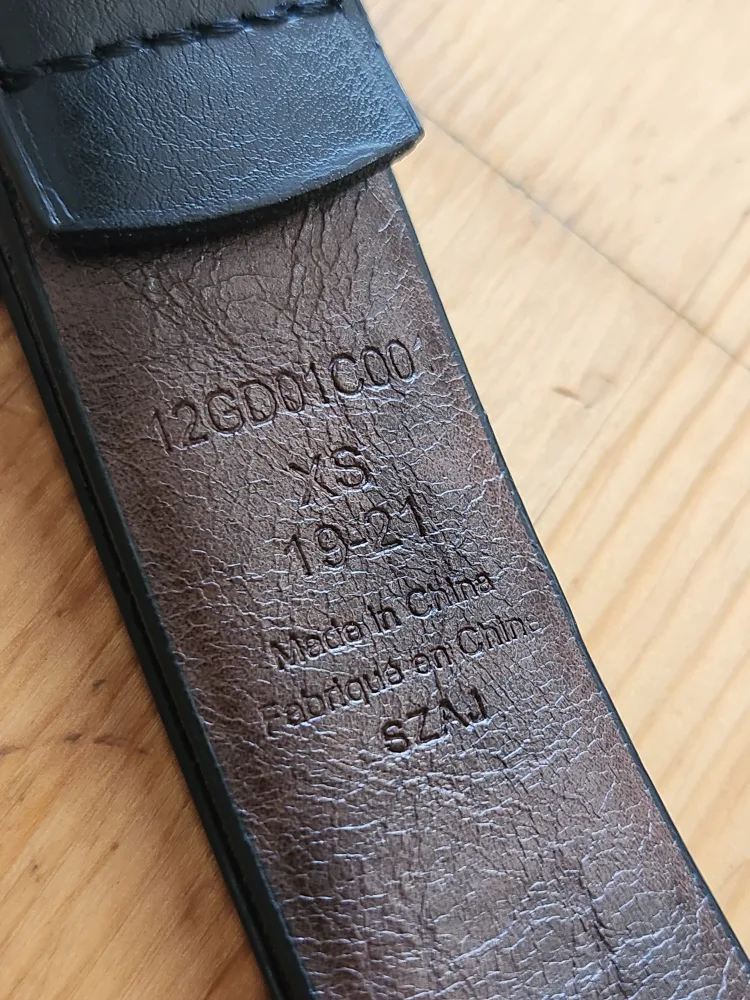 12GD01C00
XS
19-21
Made in China
Fabriqué en Chine
SZAJ